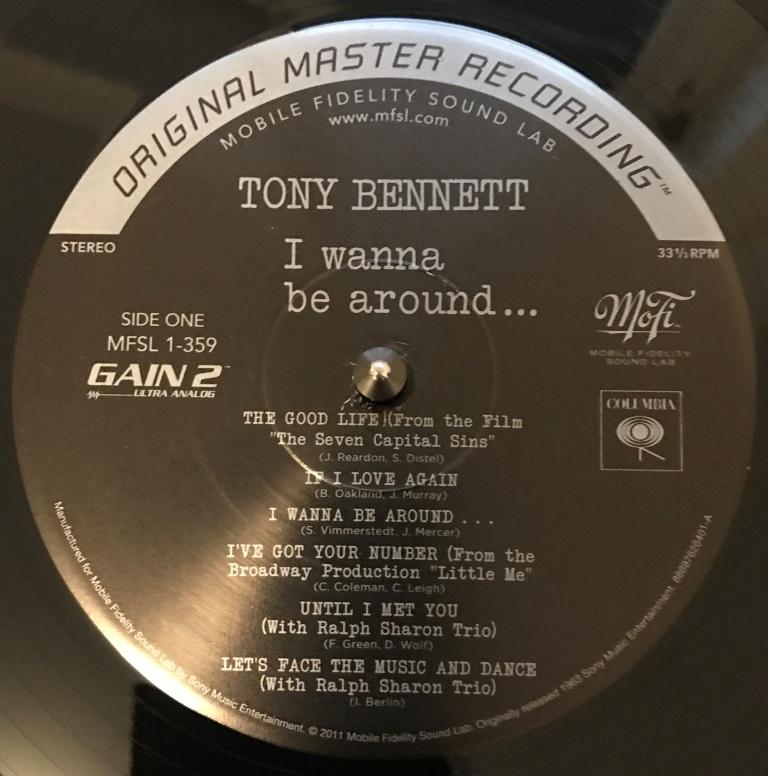 ORIGINAL MASTER RECORDING™
MOBILE FIDELITY SOUND LAB
www.mfsl.com
TONY BENNETT
STEREO
33⅓ RPM
I wanna
be around...
SIDE ONE
MFSL 1-359
GAIN 2™
ULTRA ANALOG
MoFi™
MOBILE FIDELITY
SOUND LAB
COLUMBIA
THE GOOD LIFE (From the Film
"The Seven Capital Sins"
(J. Reardon, S. Distel)
IF I LOVE AGAIN
(B. Oakland, J. Murray)
I WANNA BE AROUND ...
(S. Vimmerstedt, J. Mercer)
I'VE GOT YOUR NUMBER (From the
Broadway Production "Little Me"
(C. Coleman, C. Leigh)
UNTIL I MET YOU
(With Ralph Sharon Trio)
(F. Green, D. Wolf)
LET'S FACE THE MUSIC AND DANCE
(With Ralph Sharon Trio)
(I. Berlin)
Manufactured for Mobile Fidelity Sound Lab by Sony Music Entertainment. © 2011 Mobile Fidelity Sound Lab. Originally released 1963 Sony Music Entertainment.